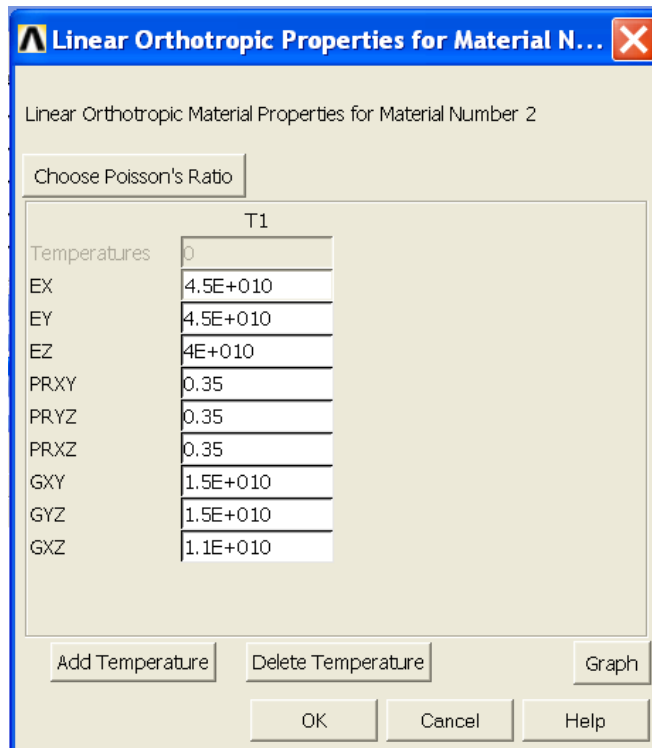 Linear Orthotropic Properties for Material N...
Linear Orthotropic Material Properties for Material Number 2
Choose Poisson's Ratio
T1
Temperatures 0
EX 4.5E+010
EY 4.5E+010
EZ 4E+010
PRXY 0.35
PRYZ 0.35
PRXZ 0.35
GXY 1.5E+010
GYZ 1.5E+010
GXZ 1.1E+010
Add Temperature Delete Temperature Graph
OK Cancel Help